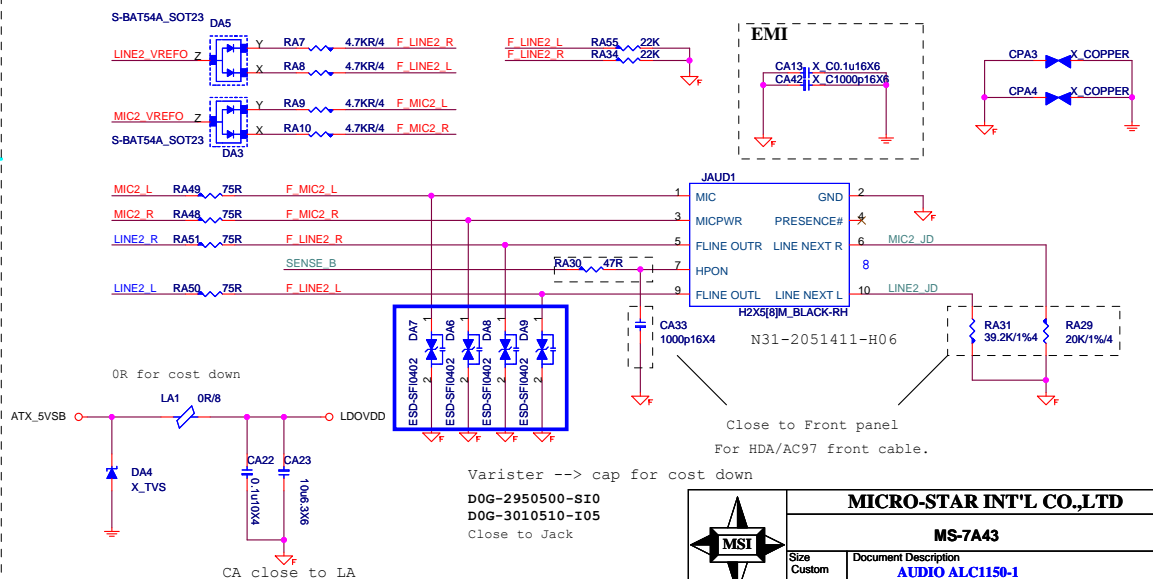 S-BAT54A_SOT23
DA5
LINE2_VREFO Z
Y RA7 4.7KR/4 F_LINE2_R
X RA8 4.7KR/4 F_LINE2_L
MIC2_VREFO Z
Y RA9 4.7KR/4 F_MIC2_L
X RA10 4.7KR/4 F_MIC2_R
S-BAT54A_SOT23
DA3
F_LINE2_L RA55 22K
F_LINE2_R RA34 22K
F
EMI
CA13 X_C0.1u16X6
CA42 X_C1000p16X6
F
CPA3 X_COPPER
CPA4 X_COPPER
F
JAUD1
MIC2_L RA49 75R F_MIC2_L 1 MIC GND 2
F
MIC2_R RA48 75R F_MIC2_R 3 MICPWR PRESENCE# 4
LINE2_R RA51 75R F_LINE2_R 5 FLINE OUTR LINE NEXT R 6 MIC2_JD
SENSE_B RA30 47R 7 HPON 8
LINE2_L RA50 75R F_LINE2_L 9 FLINE OUTL LINE NEXT L 10 LINE2_JD
H2X5[8]M_BLACK-RH
N31-2051411-H06
CA33
1000p16X4
F
RA31
39.2K/1%4
RA29
20K/1%/4
F
1 DA7
2 ESD-SFI0402
F
1 DA6
2 ESD-SFI0402
F
1 DA8
2 ESD-SFI0402
F
1 DA9
2 ESD-SFI0402
F
0R for cost down
LA1 0R/8
ATX_5VSB
LDOVDD
DA4
X_TVS
CA22
0.1u10X4
CA23
10u6.3X6
F
CA close to LA
Close to Front panel
For HDA/AC97 front cable.
Varister --> cap for cost down
D0G-2950500-SI0
D0G-3010510-I05
Close to Jack
MSI
MICRO-STAR INT'L CO.,LTD
MS-7A43
Size
Custom
Document Description
AUDIO ALC1150-1